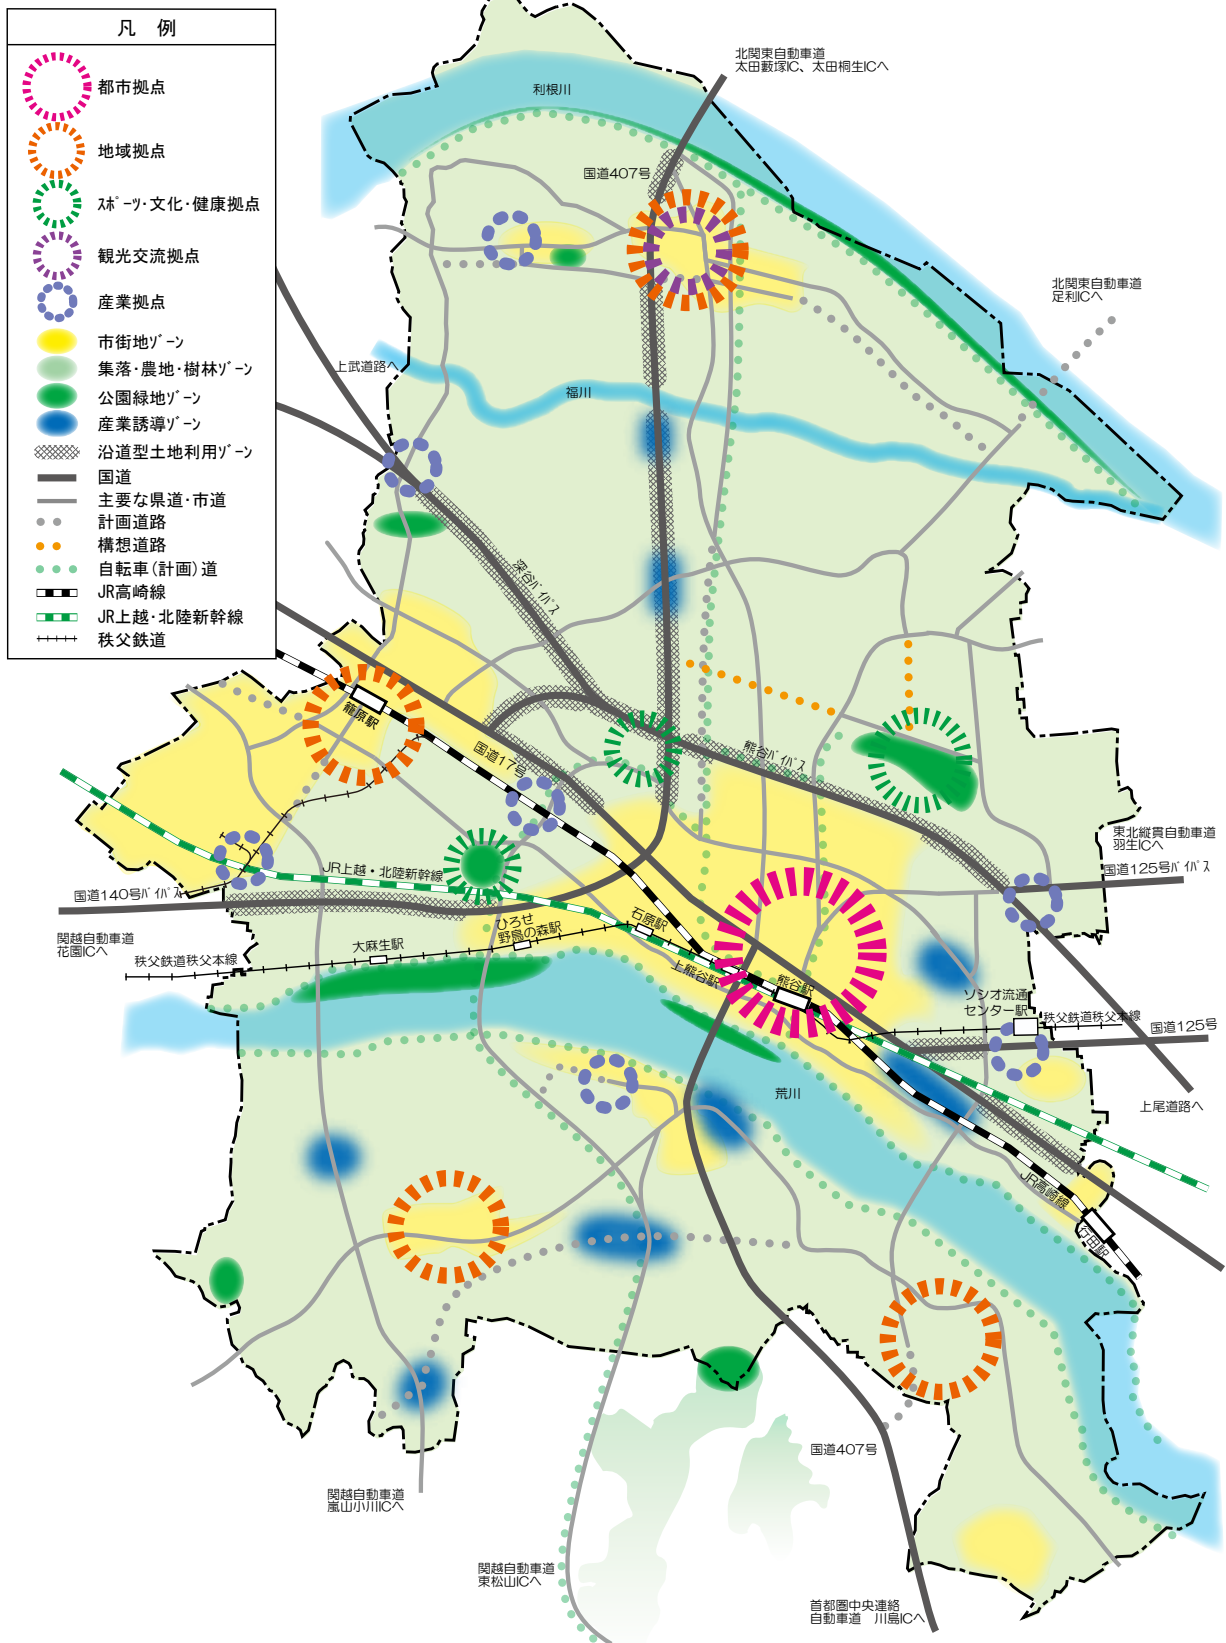 凡 例
都市拠点
地域拠点
ｽﾎﾟｰﾂ・文化・健康拠点
観光交流拠点
産業拠点
市街地ｿﾞｰﾝ
集落・農地・樹林ｿﾞｰﾝ
公園緑地ｿﾞｰﾝ
産業誘導ｿﾞｰﾝ
沿道型土地利用ｿﾞｰﾝ
国道
主要な県道・市道
計画道路
構想道路
自転車(計画)道
JR高崎線
JR上越・北陸新幹線
秩父鉄道
北関東自動車道
太田藪塚IC、太田桐生ICへ
利根川
国道407号
北関東自動車道
足利ICへ
上武道路へ
福川
深谷ﾊﾞｲﾊﾟｽ
籠原駅
国道17号
熊谷ﾊﾞｲﾊﾟｽ
東北縦貫自動車道
羽生ICへ
国道125号ﾊﾞｲﾊﾟｽ
JR上越・北陸新幹線
国道140号ﾊﾞｲﾊﾟｽ
関越自動車道
花園ICへ
秩父鉄道秩父本線
大麻生駅
ひろせ
野鳥の森駅
石原駅
上熊谷駅
熊谷駅
ソシオ流通
センター駅
秩父鉄道秩父本線
国道125号
上尾道路へ
荒川
JR高崎線
行田駅
国道407号
関越自動車道
嵐山小川ICへ
関越自動車道
東松山ICへ
首都圏中央連絡
自動車道　川島ICへ